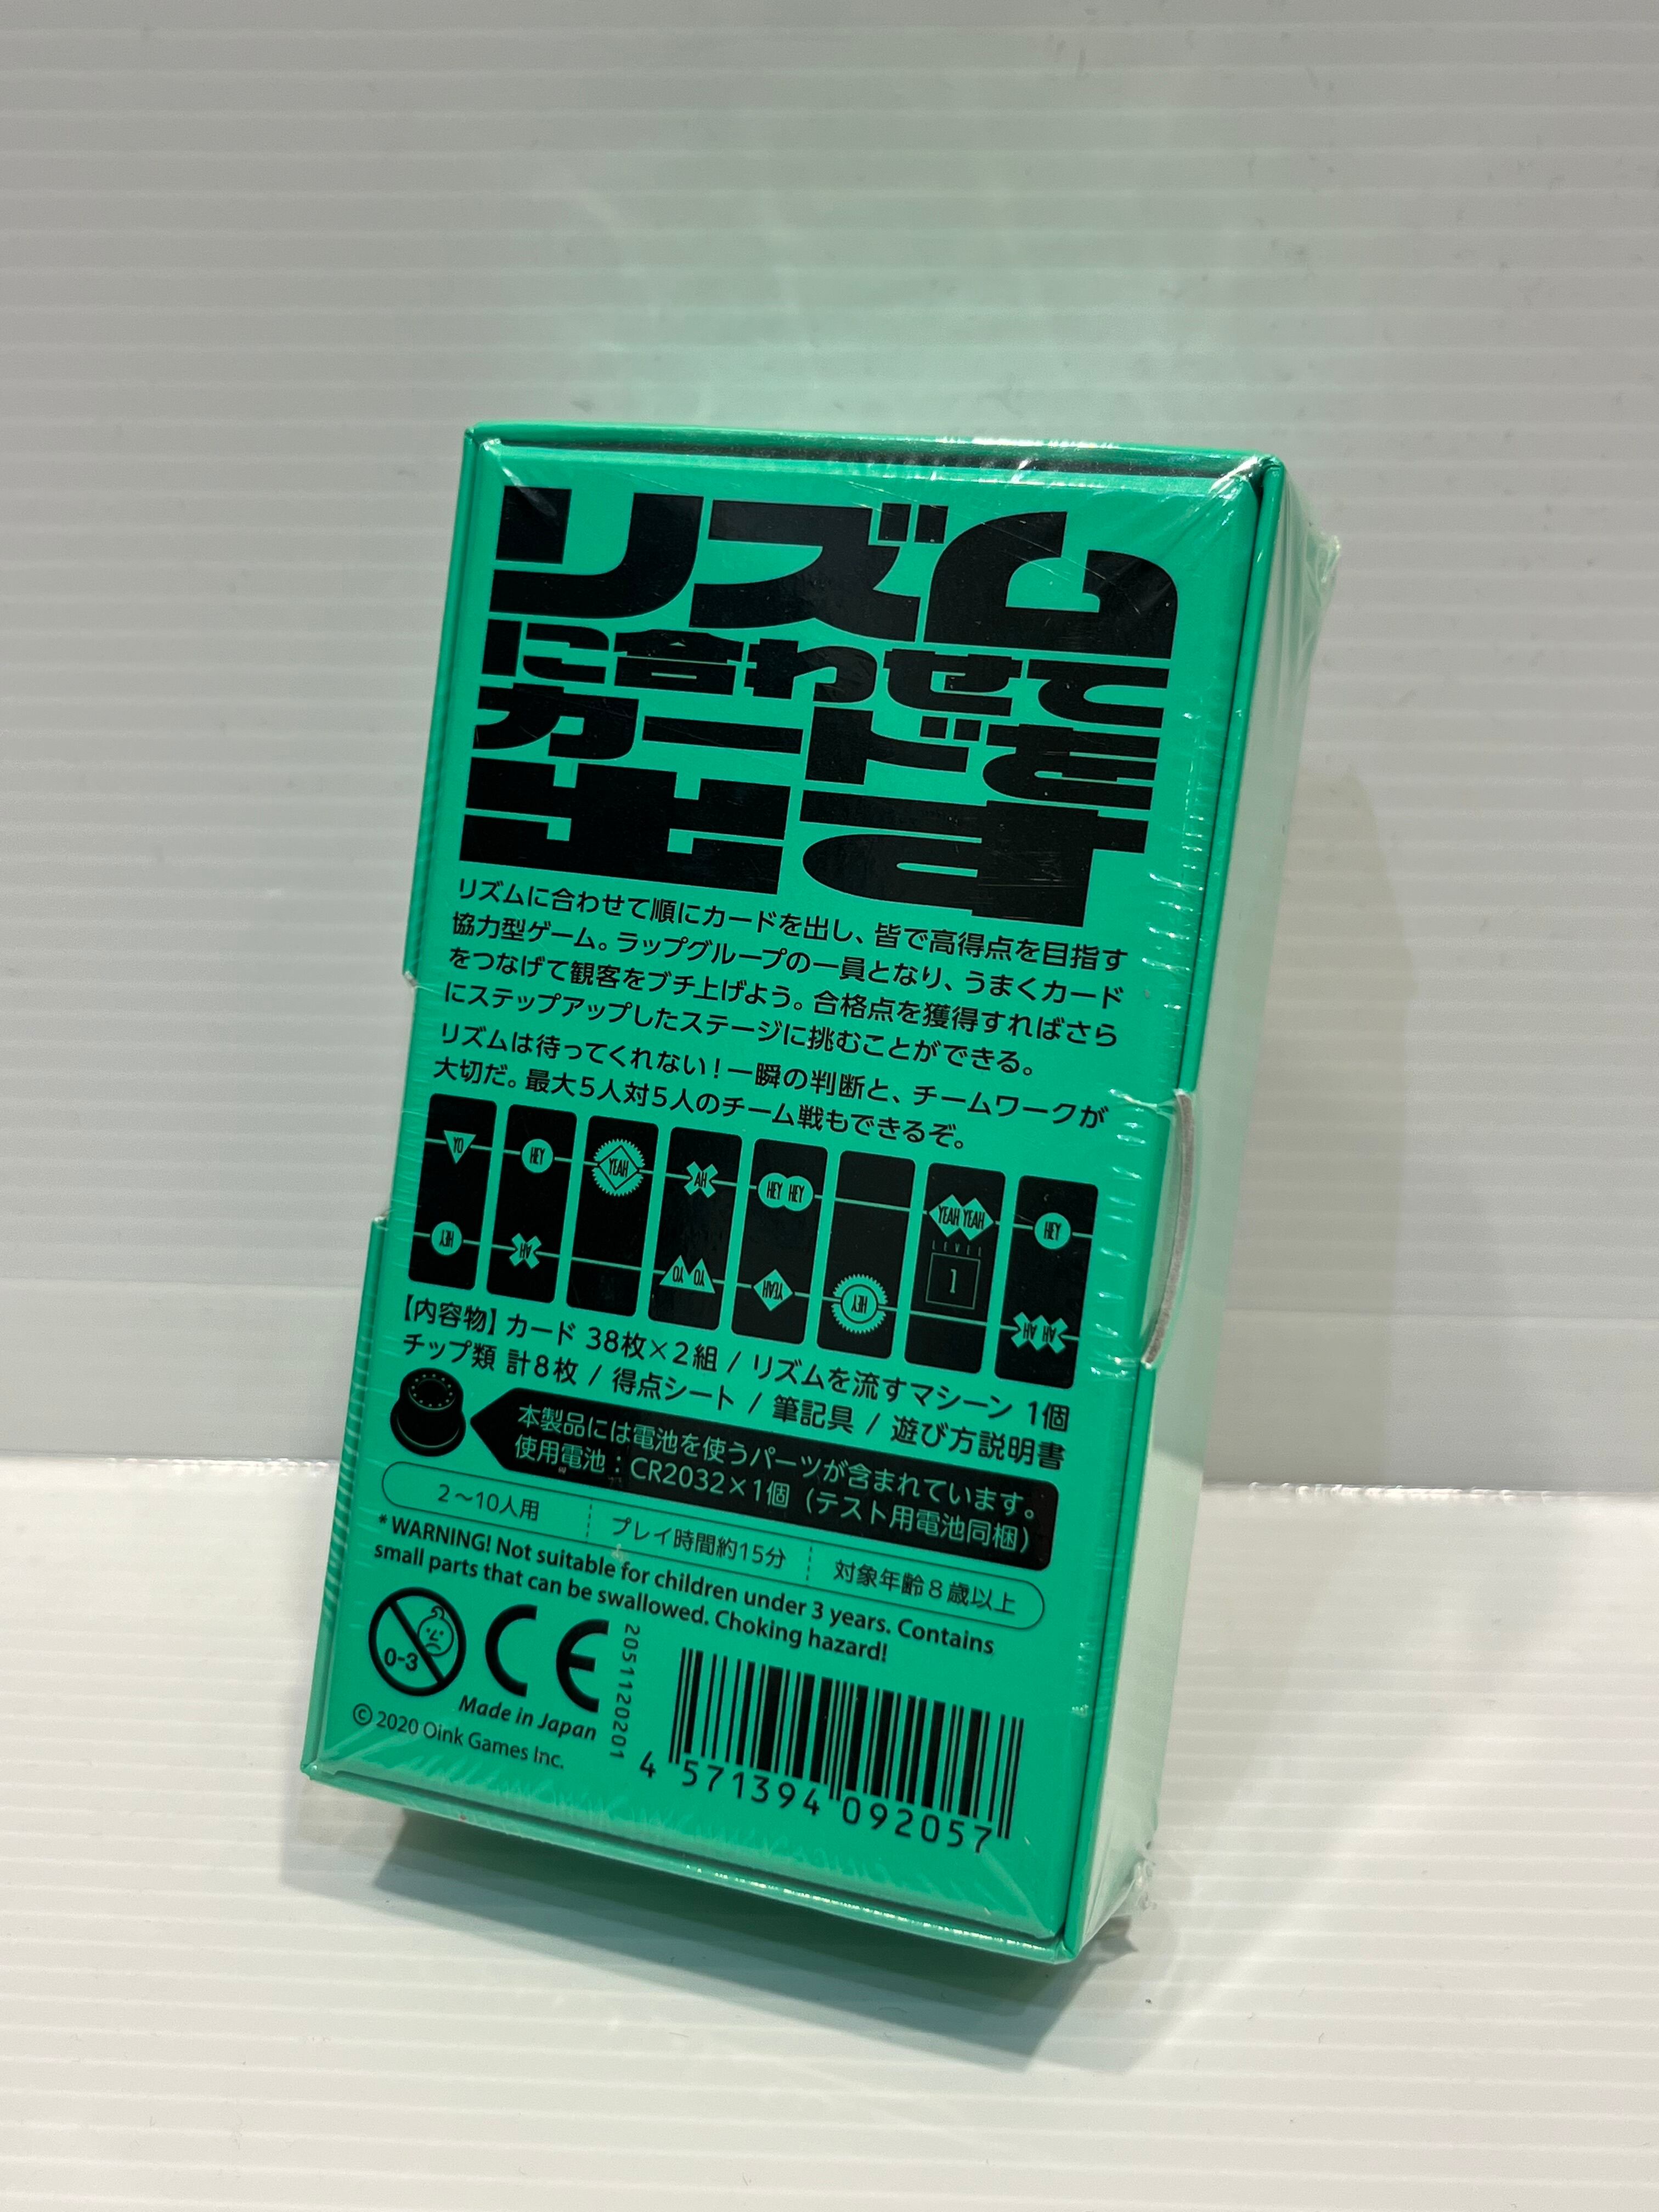 リズム
に合わせて
カードを
出す
リズムに合わせて順にカードを出し、皆で高得点を目指す
協力型ゲーム。ラップグループの一員となり、うまくカード
をつなげて観客をブチ上げよう。合格点を獲得すればさら
にステップアップしたステージに挑むことができる。
リズムは待ってくれない！一瞬の判断と、チームワークが
大切だ。最大5人対5人のチーム戦もできるぞ。
YO
HEY
YEAH
AH
HEY HEY
YEAH YEAH
HEY
LEVEL
1
HEY
AH
YO YO
YEAH
HEY
AH AH
【内容物】カード 38枚×2組 / リズムを流すマシーン 1個
チップ類 計8枚 / 得点シート / 筆記具 / 遊び方説明書
本製品には電池を使うパーツが含まれています。
使用電池：CR2032×1個（テスト用電池同梱）
2〜10人用 プレイ時間約15分 対象年齢8歳以上
*WARNING! Not suitable for children under 3 years. Contains
small parts that can be swallowed. Choking hazard!
0-3
CE
2051120201
Made in Japan
© 2020 Oink Games Inc.
4 571394 092057